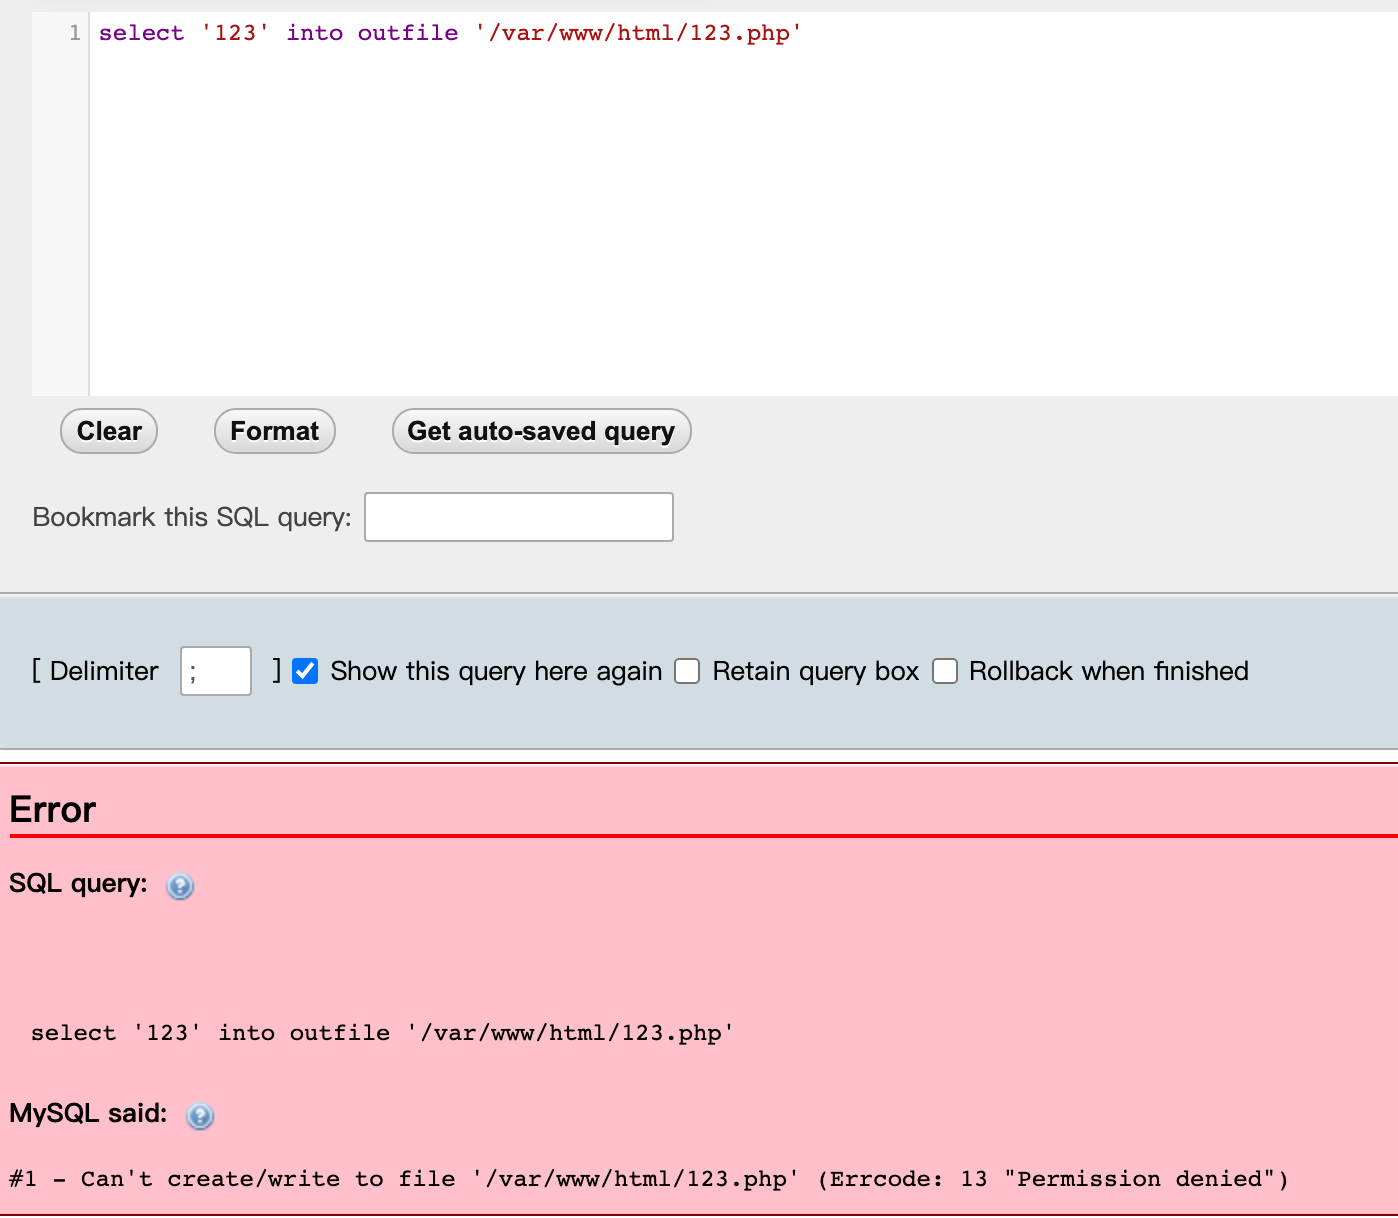 1 select '123' into outfile '/var/www/html/123.php'
Clear Format Get auto-saved query
Bookmark this SQL query:
[ Delimiter ; ] Show this query here again Retain query box Rollback when finished
Error
SQL query:
select '123' into outfile '/var/www/html/123.php'
MySQL said:
#1 - Can't create/write to file '/var/www/html/123.php' (Errcode: 13 "Permission denied")